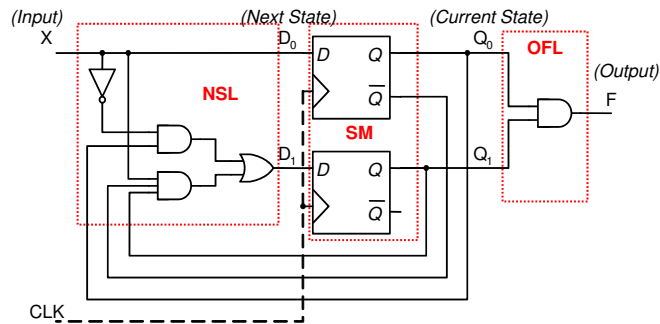 (Input) (Next State) (Current State)
X D0 Q0 OFL
NSL D Q (Output)
Q F
SM
D1 D Q Q1
Q
CLK